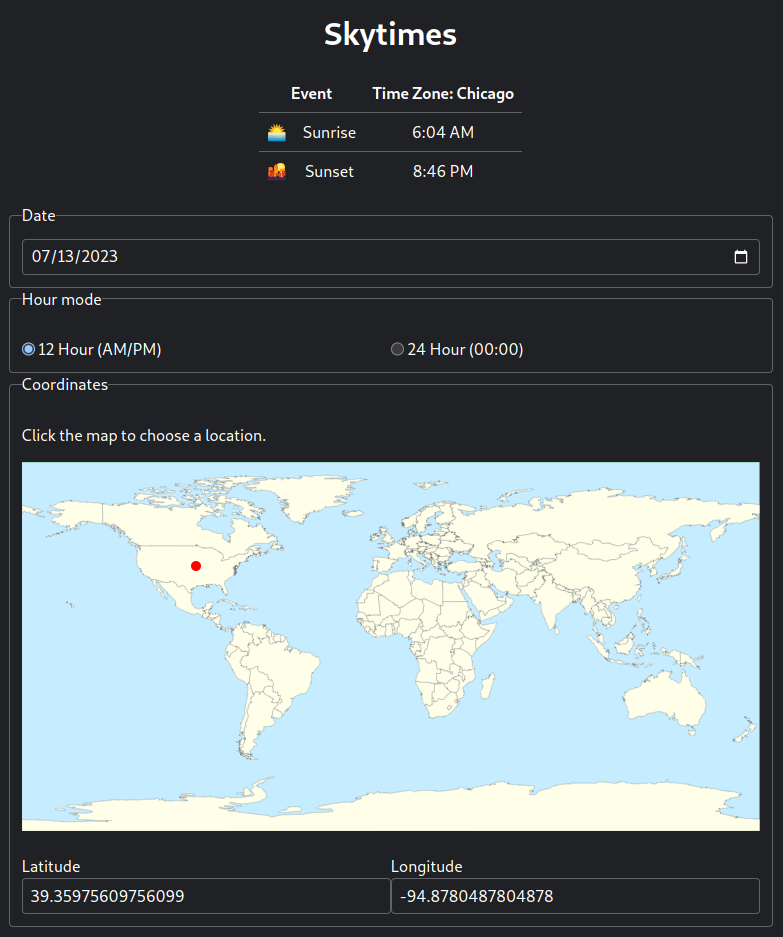 Skytimes
Event Time Zone: Chicago
Sunrise 6:04 AM
Sunset 8:46 PM
Date
07/13/2023
Hour mode
12 Hour (AM/PM) 24 Hour (00:00)
Coordinates
Click the map to choose a location.
Latitude Longitude
39.35975609756099 -94.8780487804878